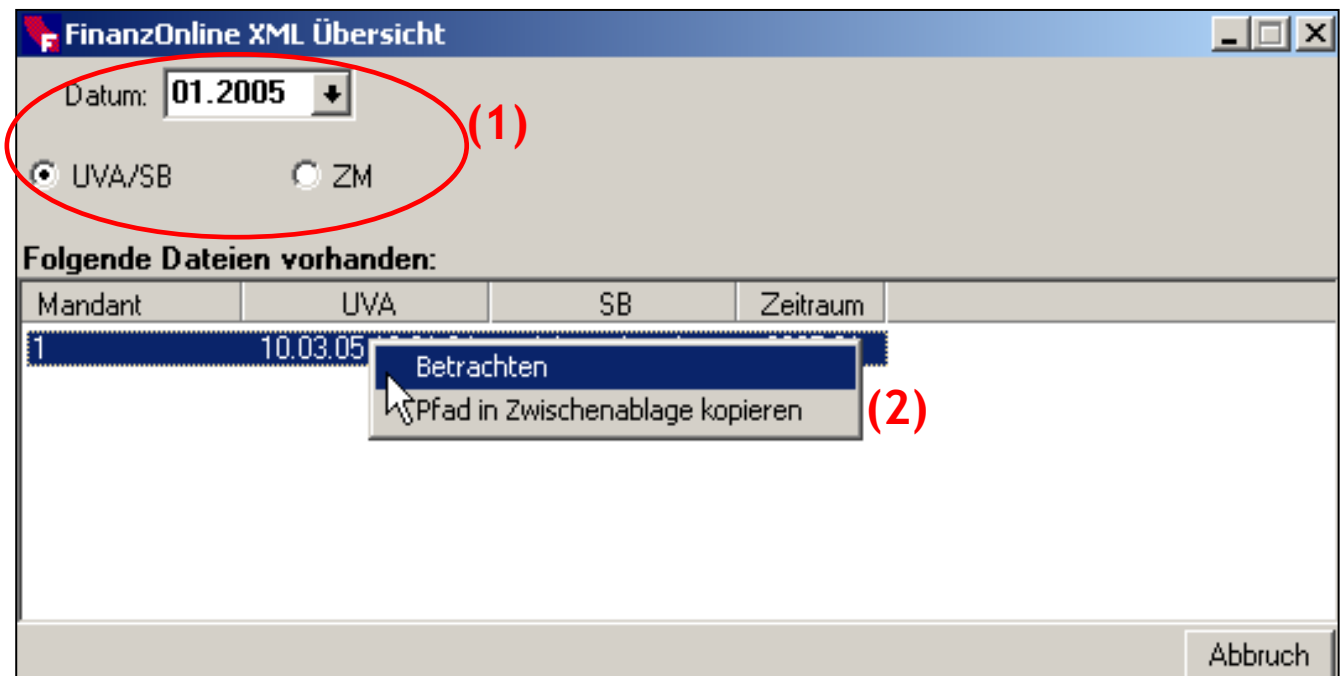 FinanzOnline XML Übersicht
Datum: 01.2005
(1)
UVA/SB ZM
Folgende Dateien vorhanden:
Mandant UVA SB Zeitraum
1 10.03.05
Betrachten
Pfad in Zwischenablage kopieren
(2)
Abbruch